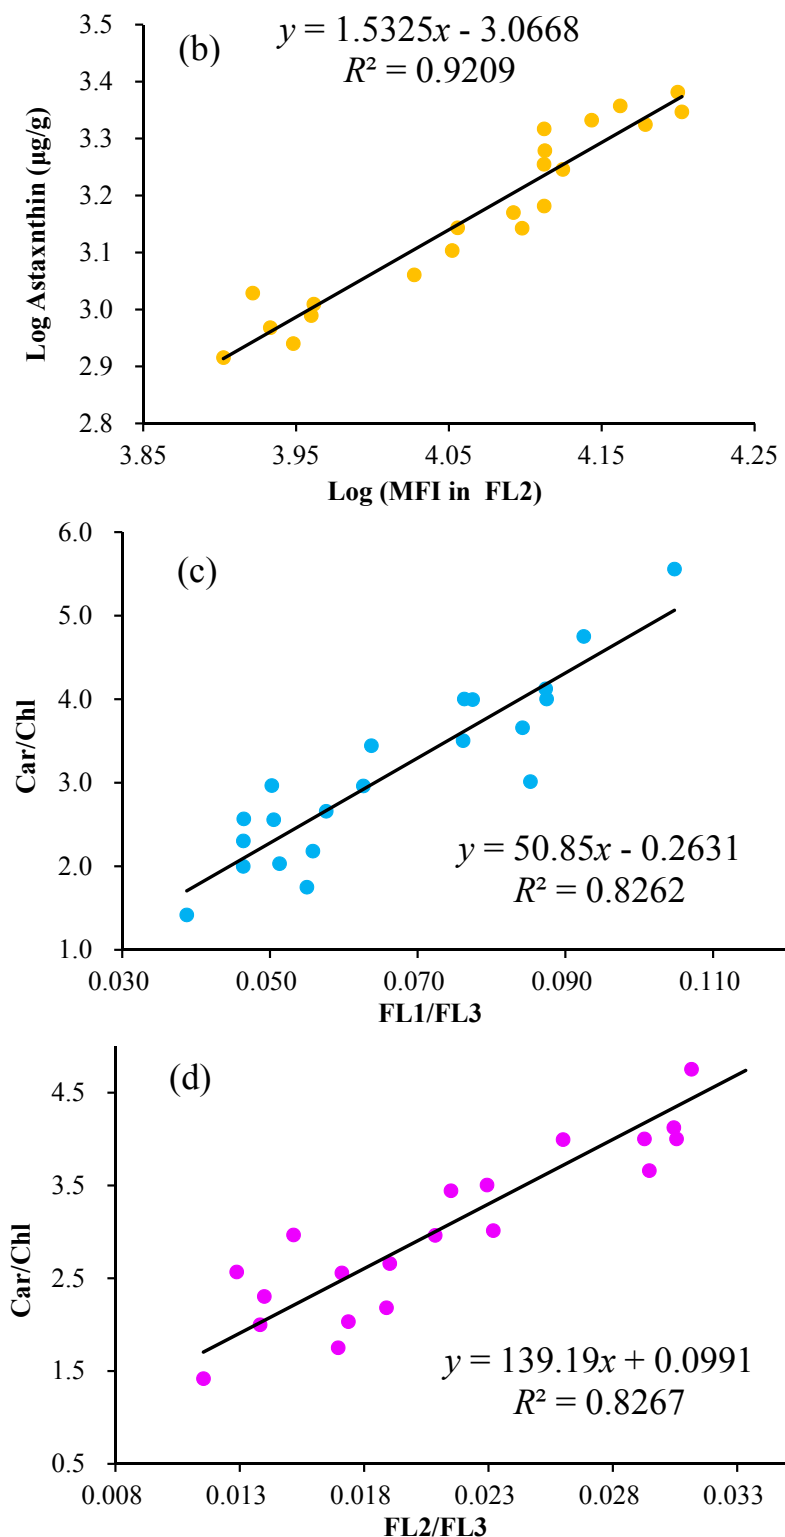 (b)
y = 1.5325x - 3.0668
R² = 0.9209
3.5
3.4
3.3
3.2
3.1
3.0
2.9
2.8
Log Astaxnthin (µg/g)
3.85 3.95 4.05 4.15 4.25
Log (MFI in FL2)
(c)
6.0
5.0
4.0
3.0
2.0
1.0
Car/Chl
y = 50.85x - 0.2631
R² = 0.8262
0.030 0.050 0.070 0.090 0.110
FL1/FL3
(d)
4.5
3.5
2.5
1.5
0.5
Car/Chl
y = 139.19x + 0.0991
R² = 0.8267
0.008 0.013 0.018 0.023 0.028 0.033
FL2/FL3